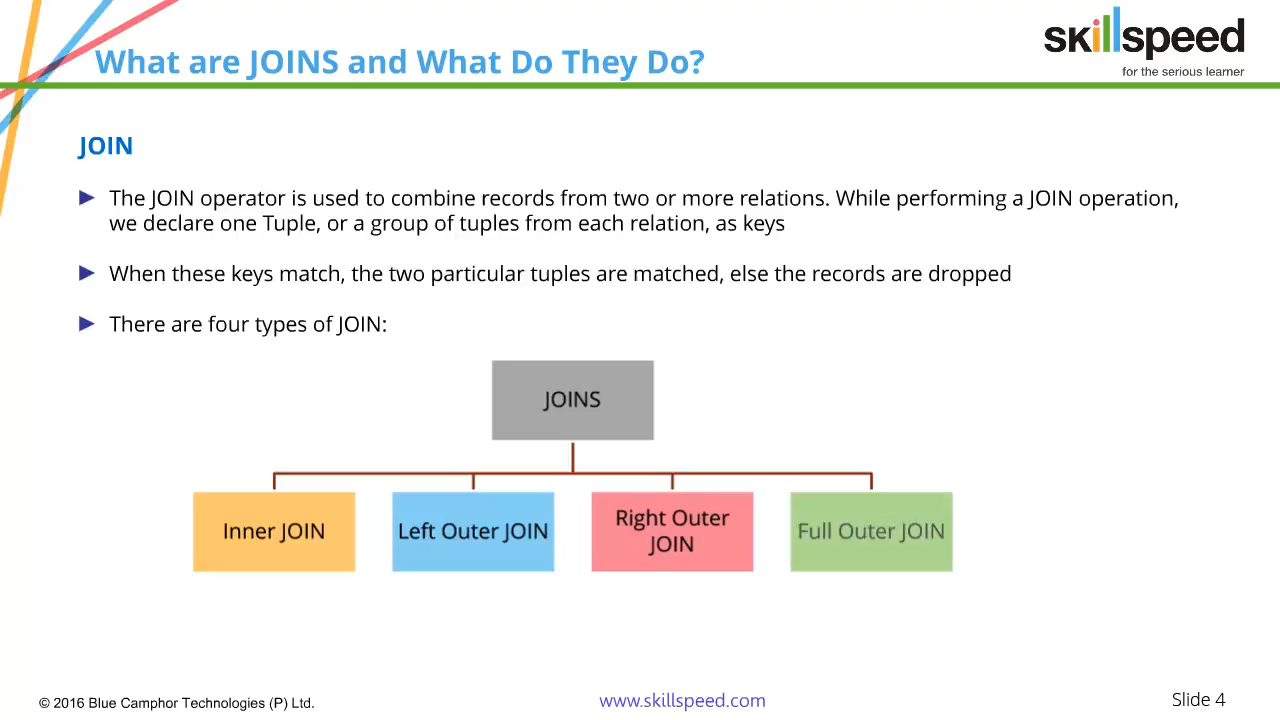 What are JOINS and What Do They Do?
skillspeed
for the serious learner
JOIN
The JOIN operator is used to combine records from two or more relations. While performing a JOIN operation,
we declare one Tuple, or a group of tuples from each relation, as keys
When these keys match, the two particular tuples are matched, else the records are dropped
There are four types of JOIN:
JOINS
Inner JOIN
Left Outer JOIN
Right Outer
JOIN
Full Outer JOIN
© 2016 Blue Camphor Technologies (P) Ltd.
www.skillspeed.com
Slide 4